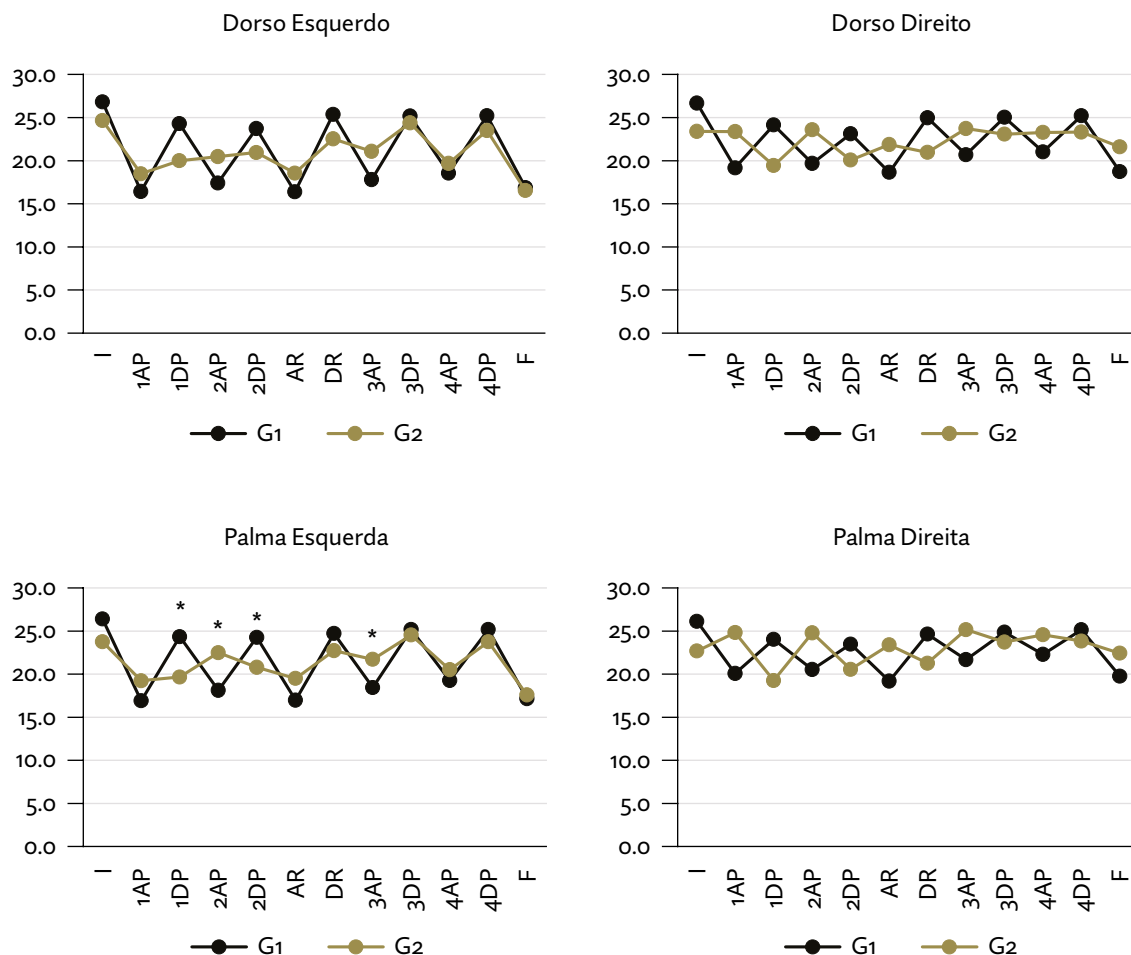 Dorso Esquerdo
30.0
25.0
20.0
15.0
10.0
5.0
0.0
I
1AP
1DP
2AP
2DP
AR
DR
3AP
3DP
4AP
4DP
F
G1 G2
Dorso Direito
30.0
25.0
20.0
15.0
10.0
5.0
0.0
I
1AP
1DP
2AP
2DP
AR
DR
3AP
3DP
4AP
4DP
F
G1 G2
Palma Esquerda
30.0
25.0
20.0
15.0
10.0
5.0
0.0
* * * *
I
1AP
1DP
2AP
2DP
AR
DR
3AP
3DP
4AP
4DP
F
G1 G2
Palma Direita
30.0
25.0
20.0
15.0
10.0
5.0
0.0
I
1AP
1DP
2AP
2DP
AR
DR
3AP
3DP
4AP
4DP
F
G1 G2